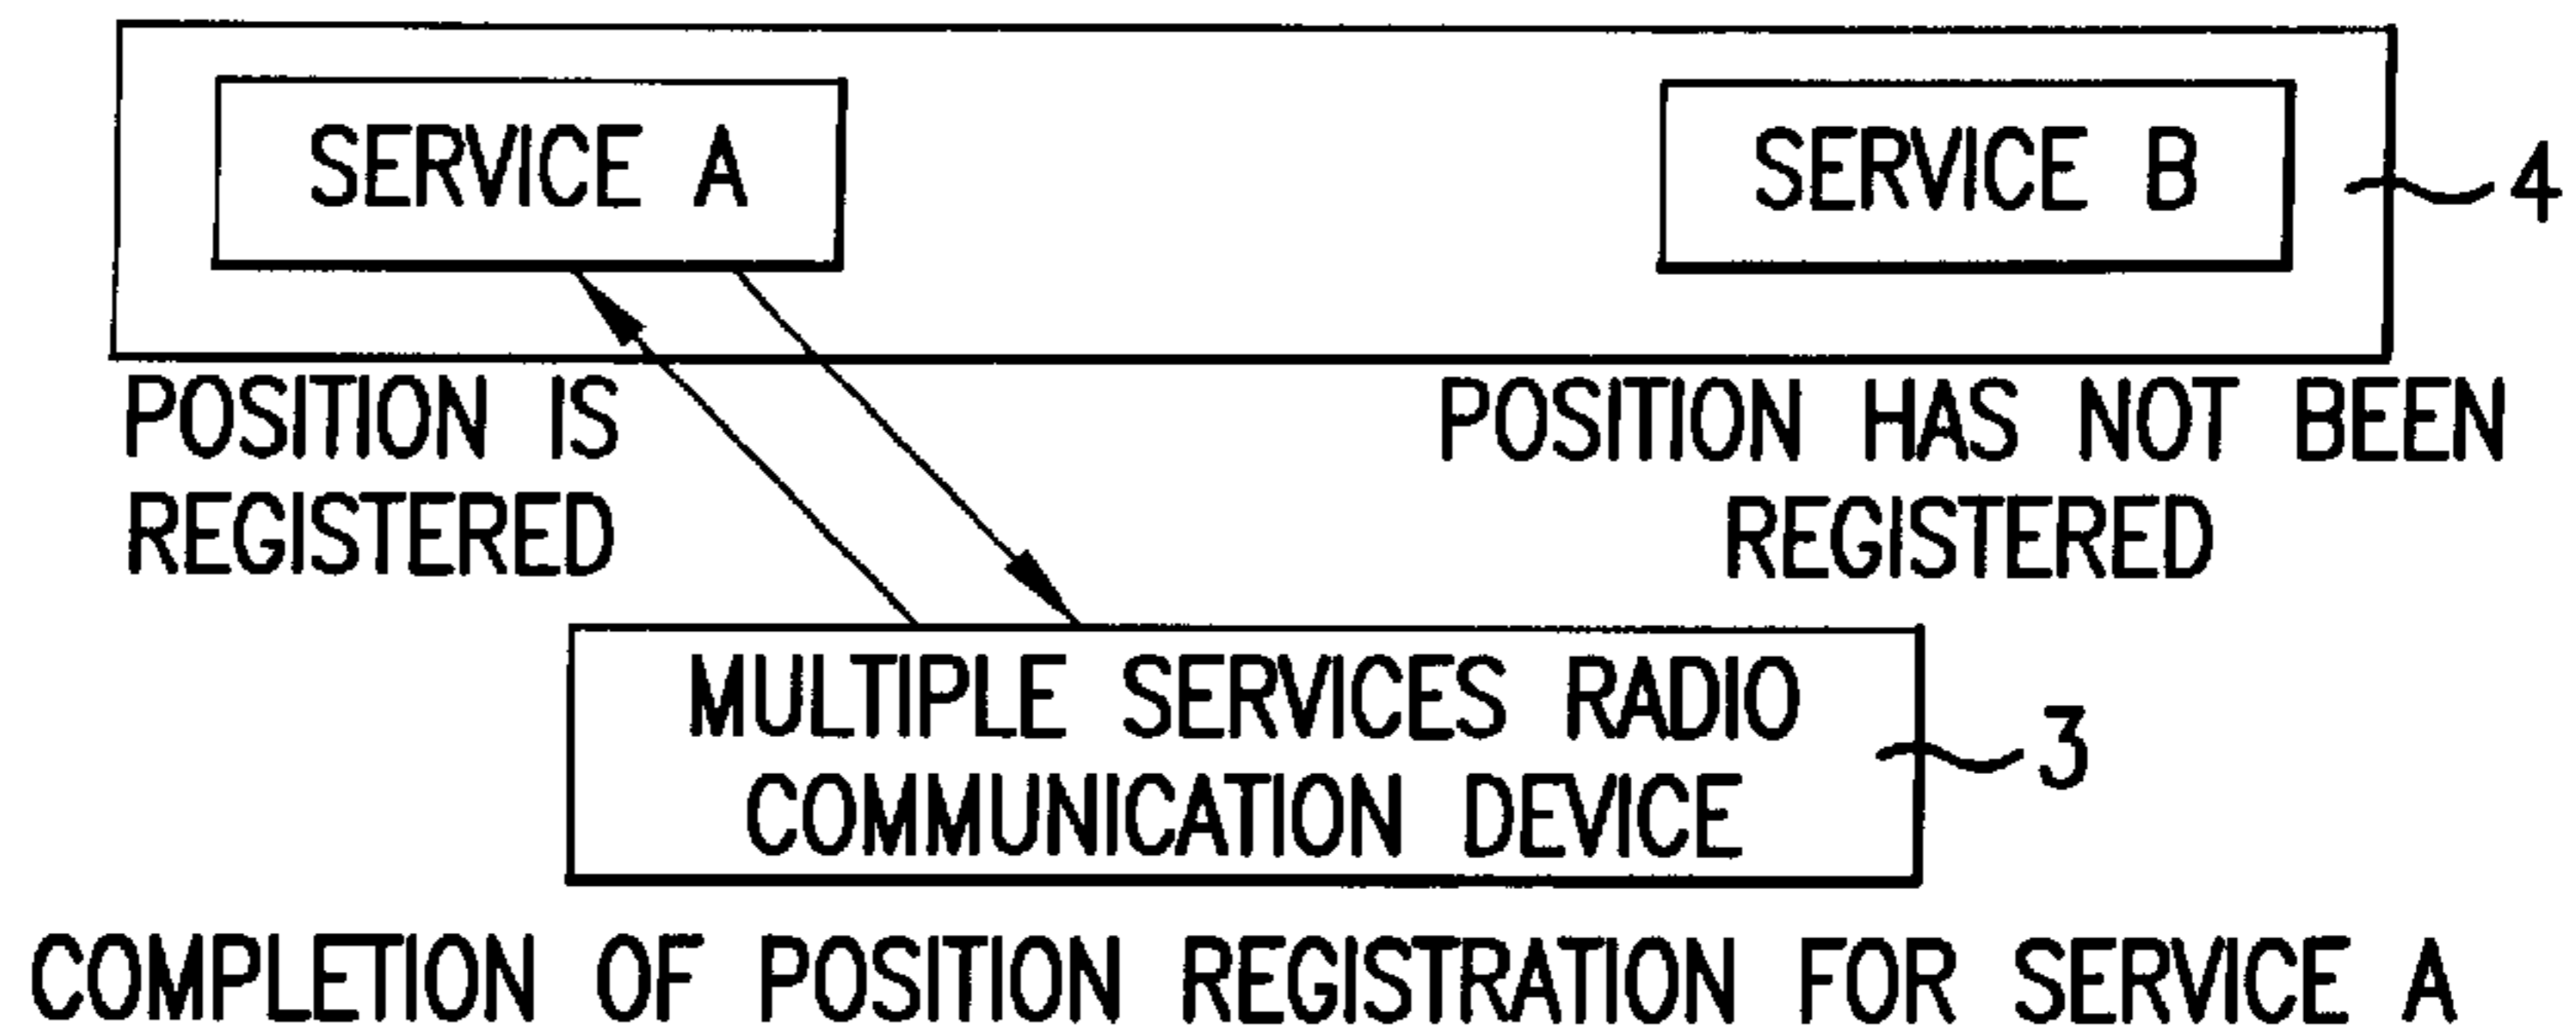 SERVICE A
SERVICE B
4
POSITION IS
REGISTERED
POSITION HAS NOT BEEN
REGISTERED
MULTIPLE SERVICES RADIO
COMMUNICATION DEVICE
3
COMPLETION OF POSITION REGISTRATION FOR SERVICE A